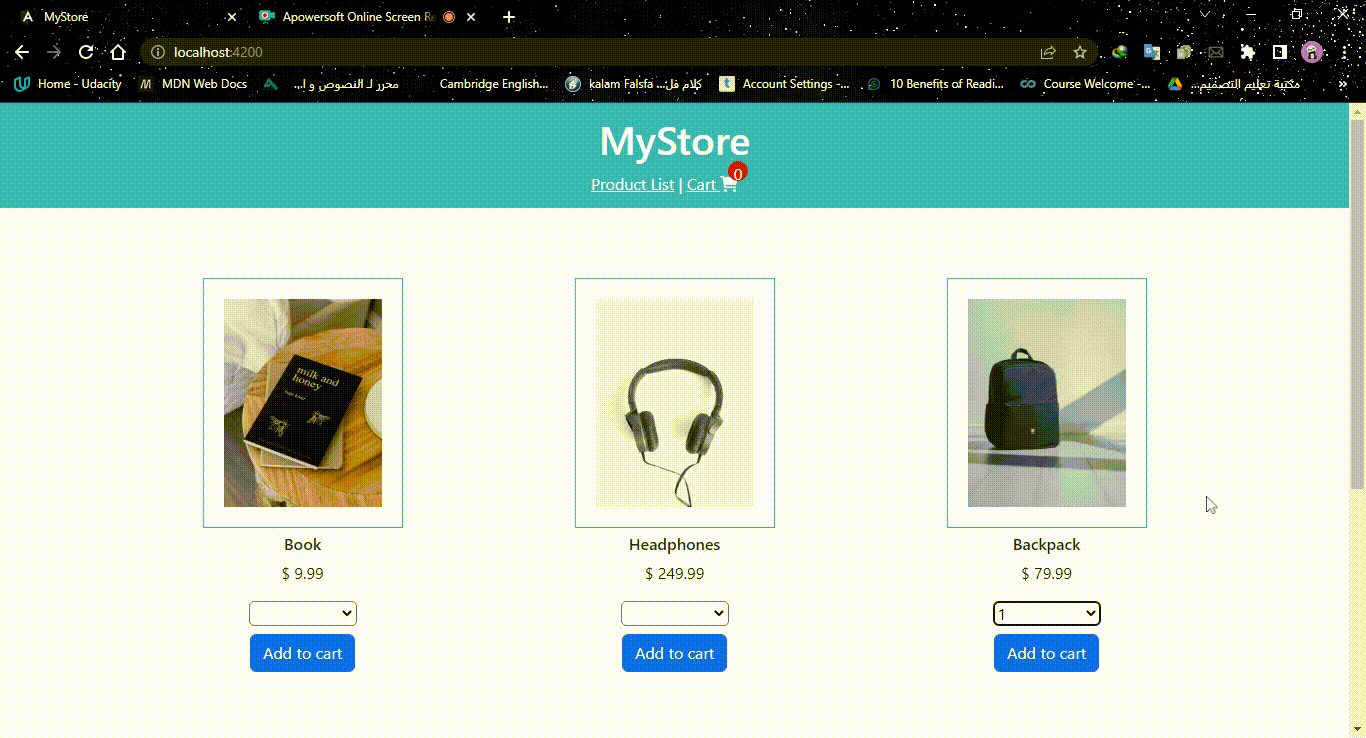 MyStore
Apowersoft Online Screen Re
localhost:4200
Home - Udacity
MDN Web Docs
محرر لـ النصوص و ا...
Cambridge English...
kalam Falsfa ...كلام فل
Account Settings -...
10 Benefits of Readi...
Course Welcome -...
مكتبة تعليم التصميم...
»
MyStore
Product List | Cart 0
milk and
honey
Book
$ 9.99
Add to cart
Headphones
$ 249.99
Add to cart
Backpack
$ 79.99
1
Add to cart